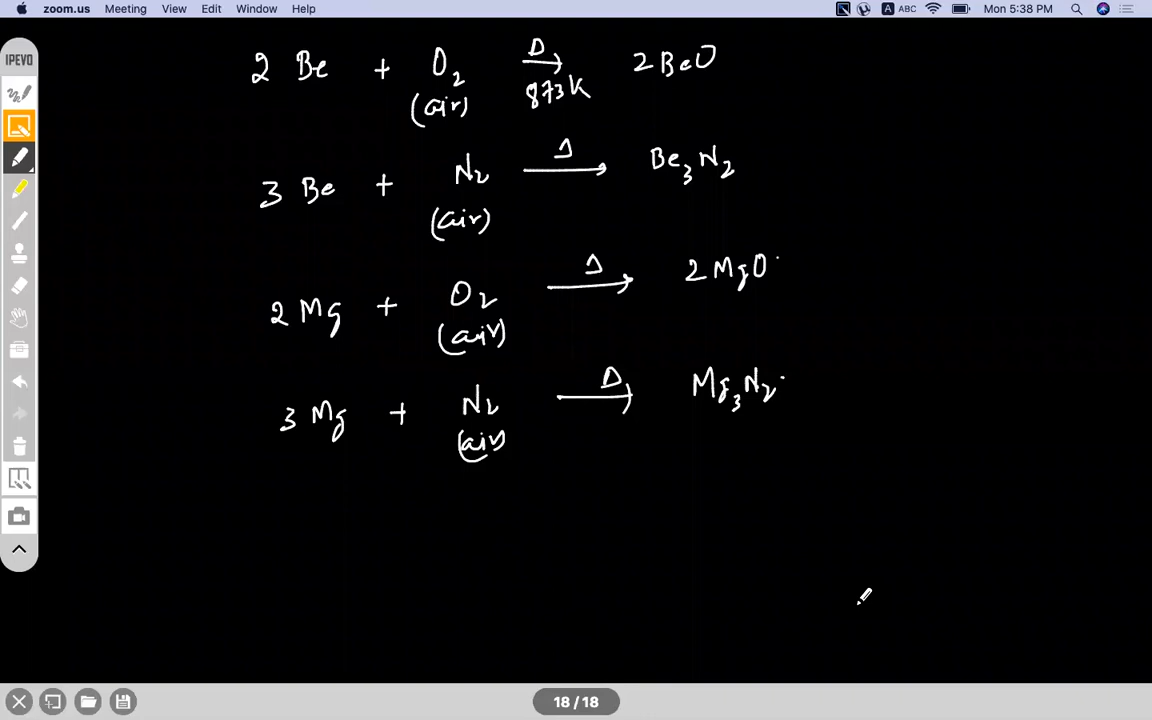 zoom.us Meeting View Edit Window Help A ABC Mon 5:38 PM
IPEVO
2 Be + O2 Δ → 2BeO
(air) 873K
3 Be + N2 Δ → Be3N2
(air)
2 Mg + O2 Δ → 2MgO
(air)
3 Mg + N2 Δ → Mg3N2
(air)
18 / 18